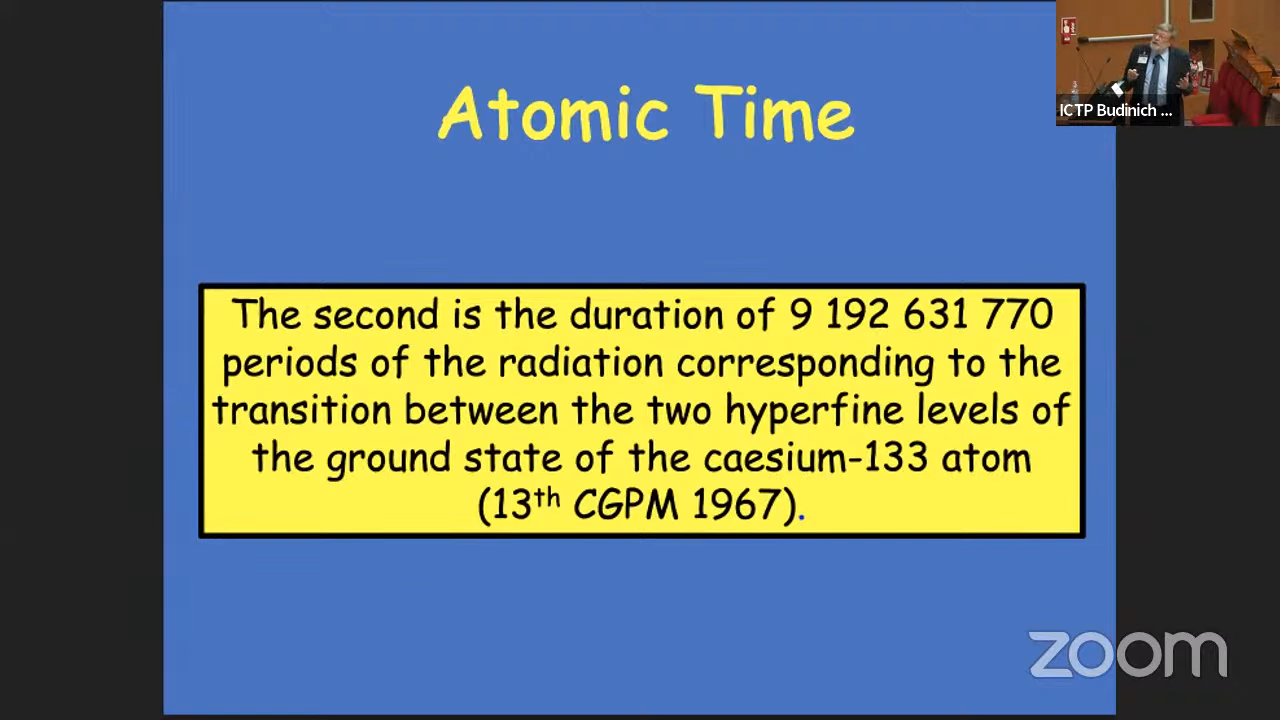 Atomic Time
The second is the duration of 9 192 631 770
periods of the radiation corresponding to the
transition between the two hyperfine levels of
the ground state of the caesium-133 atom
(13th CGPM 1967).
ICTP Budinich ...
zoom